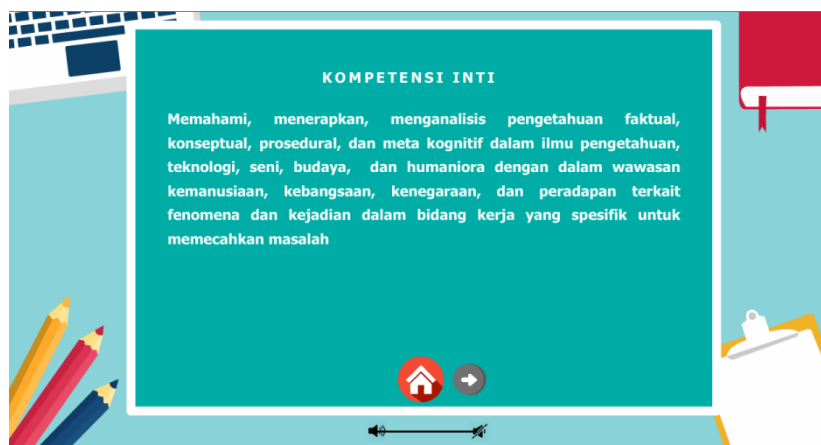 KOMPETENSI INTI
Memahami, menerapkan, menganalisis pengetahuan faktual,
konseptual, prosedural, dan meta kognitif dalam ilmu pengetahuan,
teknologi, seni, budaya, dan humaniora dengan dalam wawasan
kemanusiaan, kebangsaan, kenegaraan, dan peradapan terkait
fenomena dan kejadian dalam bidang kerja yang spesifik untuk
memecahkan masalah